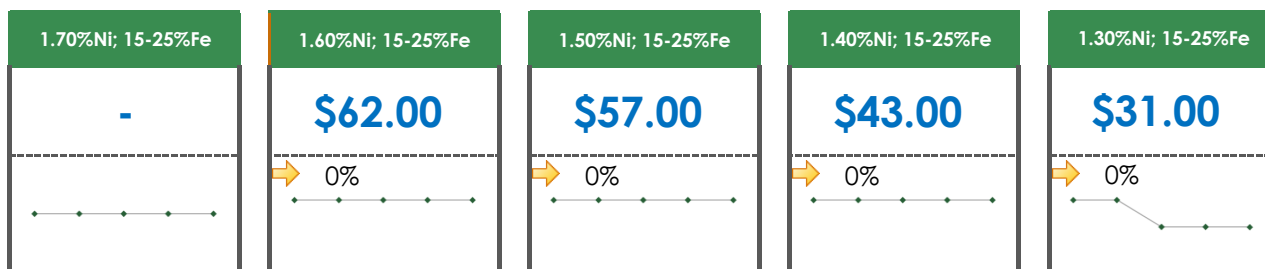 1.70%Ni; 15-25%Fe
1.60%Ni; 15-25%Fe
1.50%Ni; 15-25%Fe
1.40%Ni; 15-25%Fe
1.30%Ni; 15-25%Fe
-
$62.00
$57.00
$43.00
$31.00
0%
0%
0%
0%